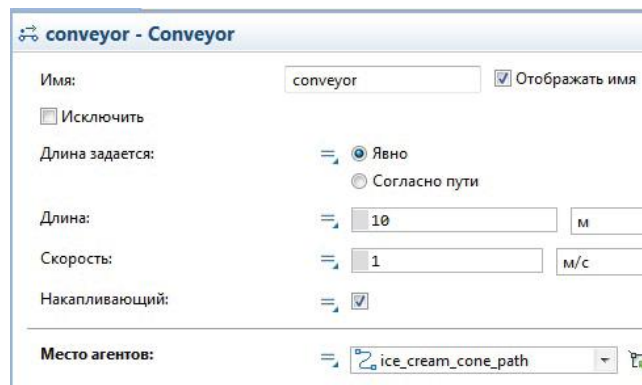 conveyor - Conveyor
Имя: conveyor Отображать имя
Исключить
Длина задается: Явно
Согласно пути
Длина: 10 м
Скорость: 1 м/с
Накапливающий:
Место агентов: ice_cream_cone_path